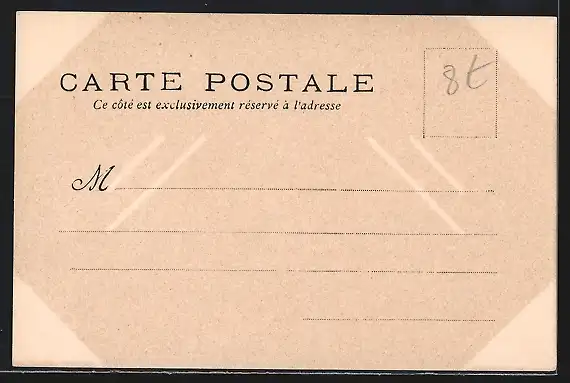 CARTE POSTALE
Ce côté est exclusivement réservé à l'adresse
8t
M